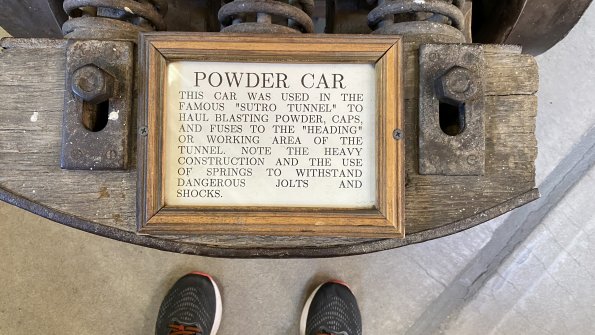 POWDER CAR
THIS CAR WAS USED IN THE
FAMOUS "SUTRO TUNNEL" TO
HAUL BLASTING POWDER, CAPS,
AND FUSES TO THE "HEADING"
OR WORKING AREA OF THE
TUNNEL. NOTE THE HEAVY
CONSTRUCTION AND THE USE
OF SPRINGS TO WITHSTAND
DANGEROUS JOLTS AND
SHOCKS.